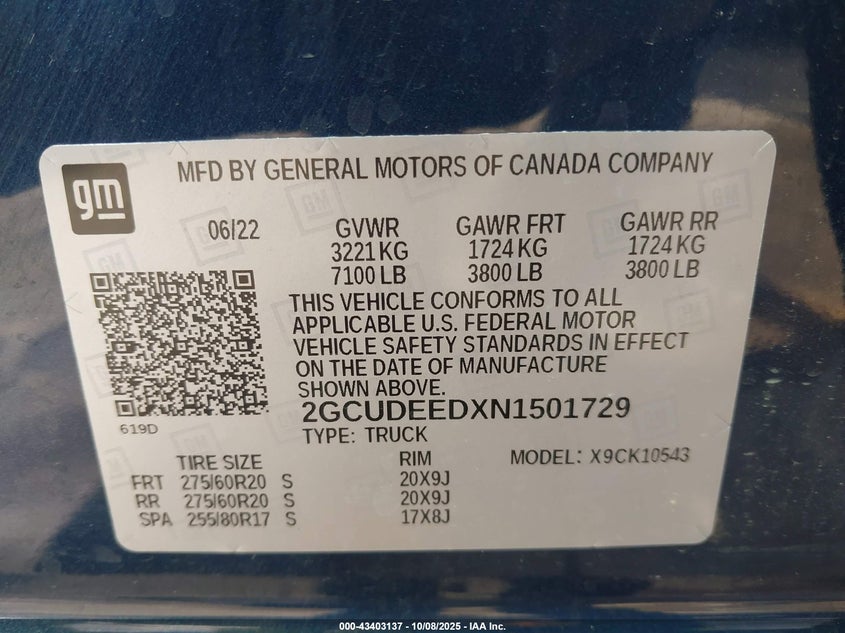 gm
MFD BY GENERAL MOTORS OF CANADA COMPANY
06/22 GVWR GAWR FRT GAWR RR
3221 KG 1724 KG 1724 KG
7100 LB 3800 LB 3800 LB
THIS VEHICLE CONFORMS TO ALL
APPLICABLE U.S. FEDERAL MOTOR
VEHICLE SAFETY STANDARDS IN EFFECT
ON THE DATE OF MANUFACTURE
SHOWN ABOVE.
2GCUDEEDXN1501729
619D
TYPE: TRUCK
TIRE SIZE RIM MODEL: X9CK10543
FRT 275/60R20 S 20X9J
RR 275/60R20 S 20X9J
SPA 255/80R17 S 17X8J
000-43403137 - 10/08/2025 - IAA Inc.